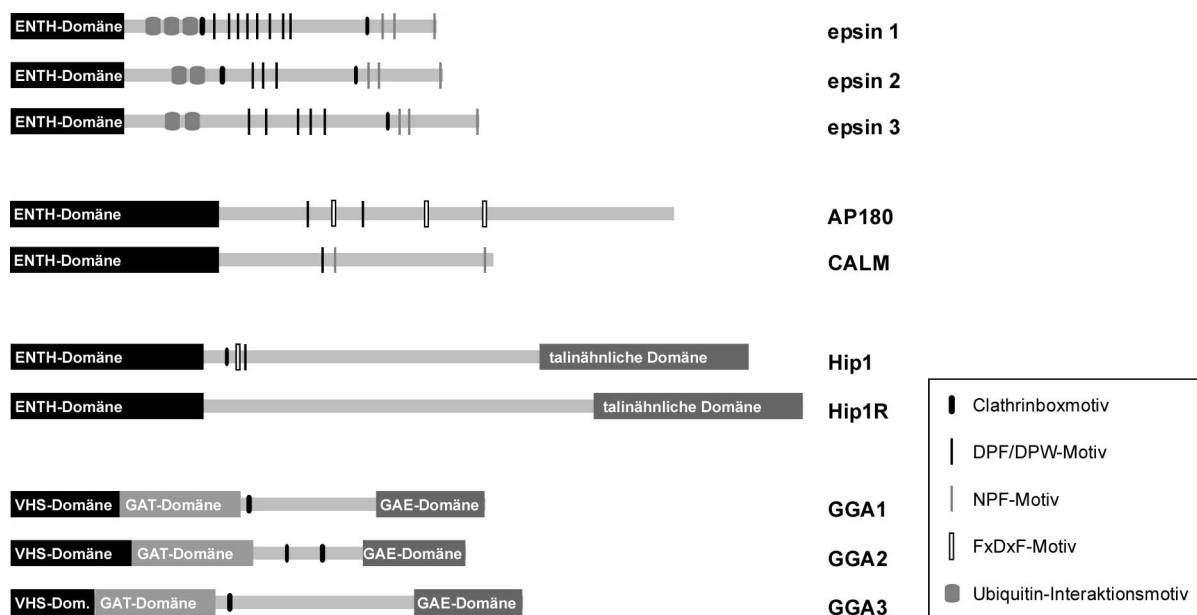 ENTH-Domäne epsin 1
ENTH-Domäne epsin 2
ENTH-Domäne epsin 3
ENTH-Domäne AP180
ENTH-Domäne CALM
ENTH-Domäne talinähnliche Domäne Hip1
ENTH-Domäne talinähnliche Domäne Hip1R
VHS-Domäne GAT-Domäne GAE-Domäne GGA1
VHS-Domäne GAT-Domäne GAE-Domäne GGA2
VHS-Dom. GAT-Domäne GAE-Domäne GGA3
Clathrinboxmotiv
DPF/DPW-Motiv
NPF-Motiv
FxDxF-Motiv
Ubiquitin-Interaktionsmotiv